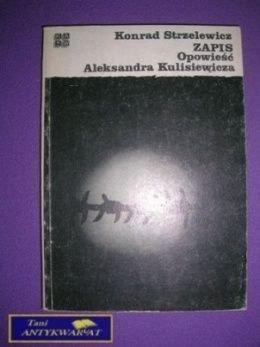 Konrad Strzelewicz
ZAPIS
Opowieść
Aleksandra Kulisiewicza
Tani
ANTYKWARIAT